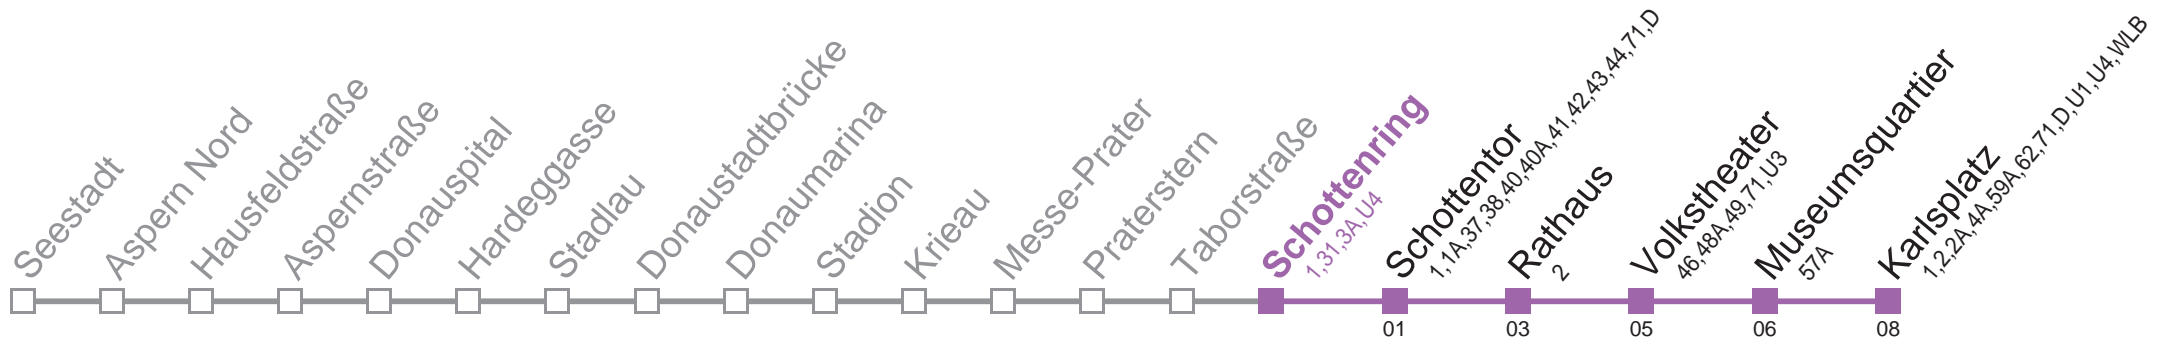 Seestadt
Aspern Nord
Hausfeldstraße
Aspernstraße
Donauspital
Hardeggasse
Stadlau
Donaustadtbrücke
Donaumarina
Stadion
Krieau
Messe-Prater
Praterstern
Taborstraße
Schottenring
1,31,3A,U4
Schottentor
1,1A,37,38,40,40A,41,42,43,44,71,D
01
Rathaus
2
03
Volkstheater
46,48A,49,71,U3
05
Museumsquartier
57A
06
Karlsplatz
1,2,2A,4A,59A,62,71,D,U1,U4,WLB
08